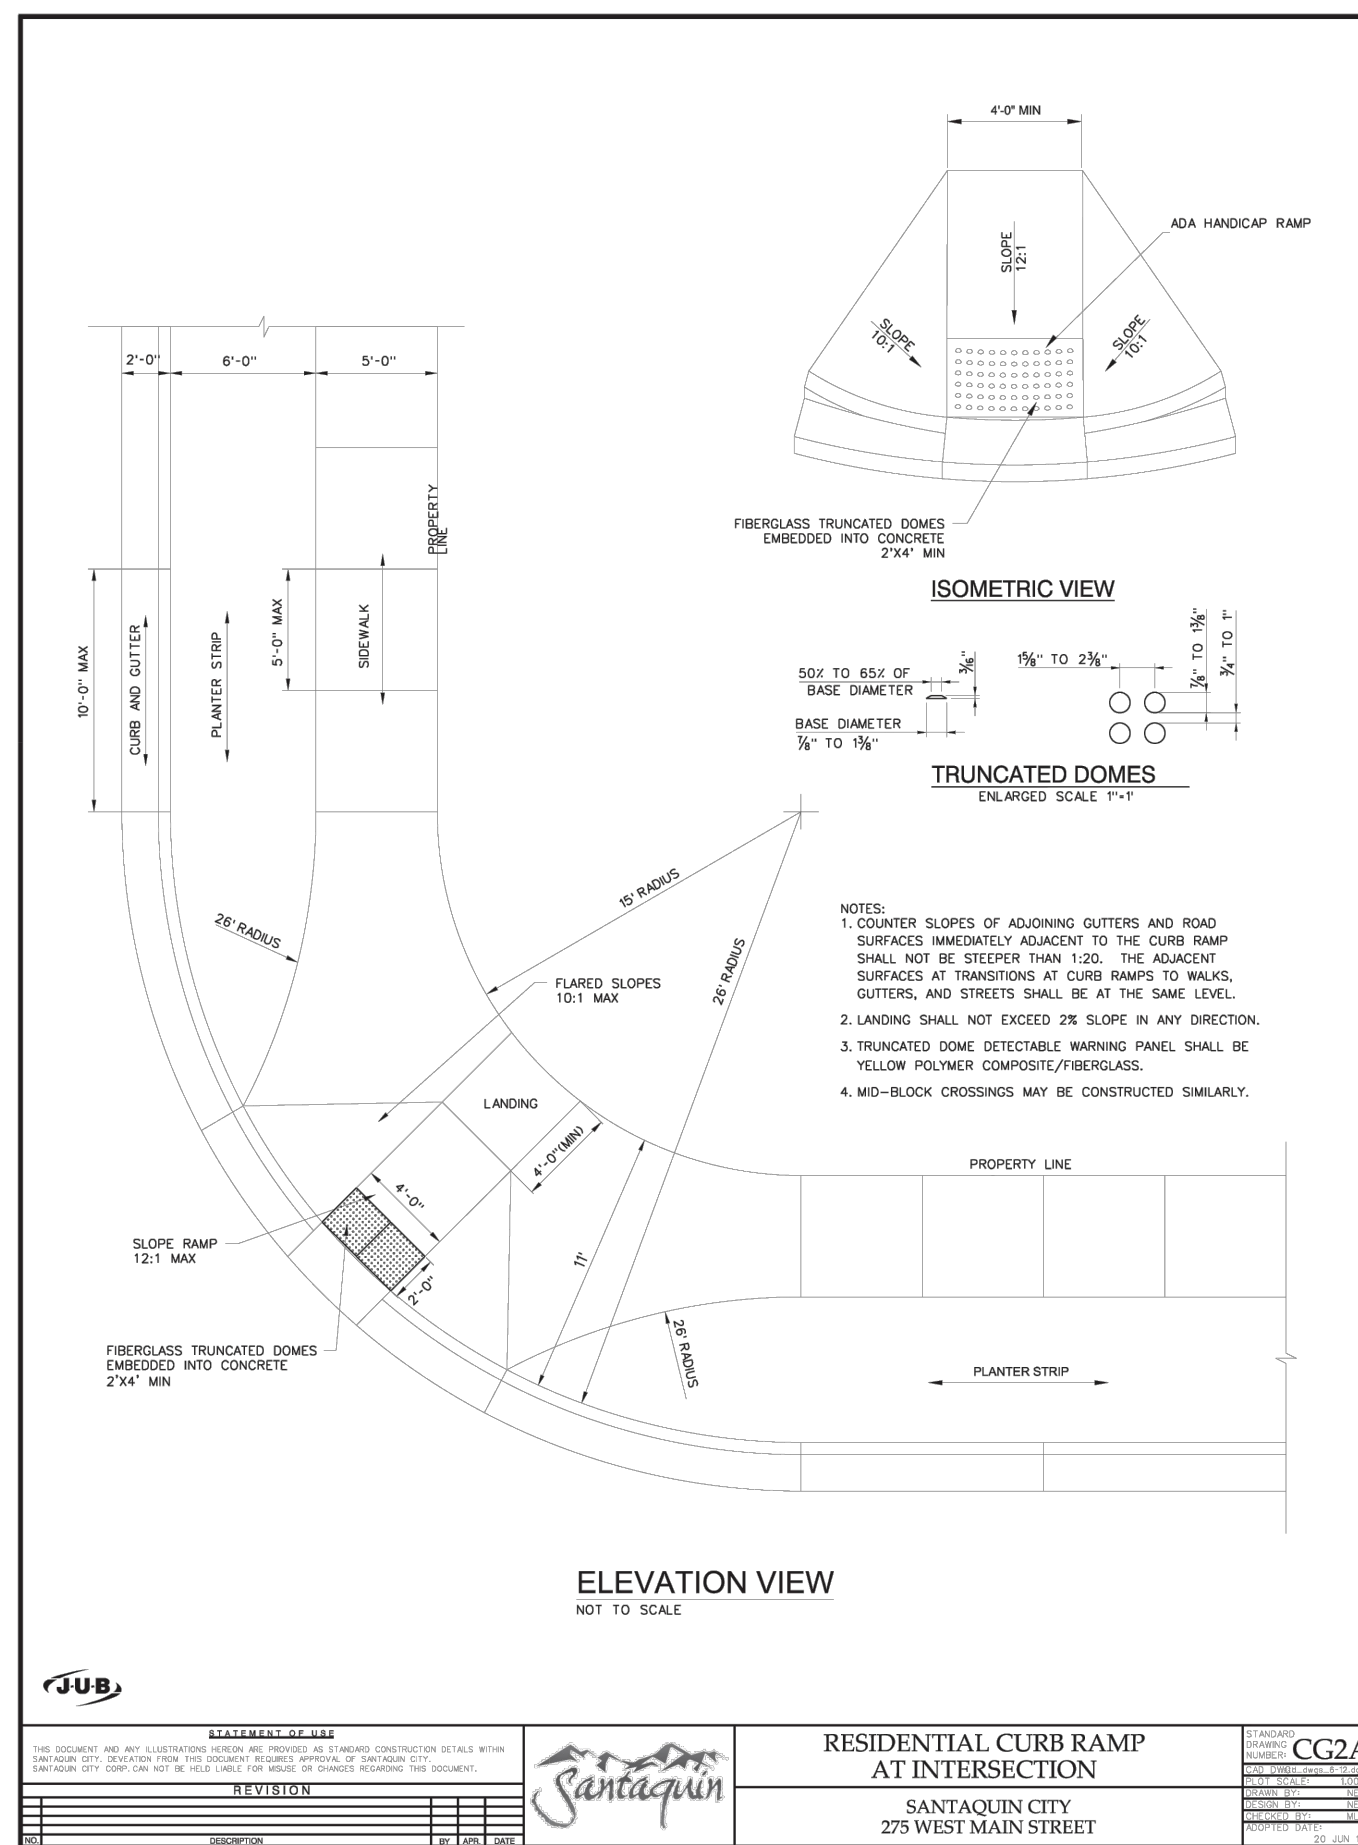 4'-0" MIN
ADA HANDICAP RAMP
SLOPE
12:1
SLOPE
10:1
SLOPE
10:1
2'-0"
6'-0"
5'-0"
FIBERGLASS TRUNCATED DOMES
EMBEDDED INTO CONCRETE
2'X4' MIN
ISOMETRIC VIEW
PROPERTY
LINE
10'-0" MAX
CURB AND GUTTER
PLANTER STRIP
5'-0" MAX
SIDEWALK
50% TO 65% OF
BASE DIAMETER
3/16"
BASE DIAMETER
7/8" TO 1 3/8"
1 5/8" TO 2 3/8"
7/8" TO 1 3/8"
3/4" TO 1"
TRUNCATED DOMES
ENLARGED SCALE 1"=1'
15' RADIUS
26' RADIUS
26' RADIUS
FLARED SLOPES
10:1 MAX
NOTES:
1. COUNTER SLOPES OF ADJOINING GUTTERS AND ROAD
SURFACES IMMEDIATELY ADJACENT TO THE CURB RAMP
SHALL NOT BE STEEPER THAN 1:20. THE ADJACENT
SURFACES AT TRANSITIONS AT CURB RAMPS TO WALKS,
GUTTERS, AND STREETS SHALL BE AT THE SAME LEVEL.
2. LANDING SHALL NOT EXCEED 2% SLOPE IN ANY DIRECTION.
3. TRUNCATED DOME DETECTABLE WARNING PANEL SHALL BE
YELLOW POLYMER COMPOSITE/FIBERGLASS.
4. MID-BLOCK CROSSINGS MAY BE CONSTRUCTED SIMILARLY.
LANDING
4'-0"(MIN)
4'-0"
2'-0"
11'
PROPERTY LINE
SLOPE RAMP
12:1 MAX
FIBERGLASS TRUNCATED DOMES
EMBEDDED INTO CONCRETE
2'X4' MIN
26' RADIUS
PLANTER STRIP
ELEVATION VIEW
NOT TO SCALE
J-U-B
STATEMENT OF USE
THIS DOCUMENT AND ANY ILLUSTRATIONS HEREON ARE PROVIDED AS STANDARD CONSTRUCTION DETAILS WITHIN
SANTAQUIN CITY. DEVEATION FROM THIS DOCUMENT REQUIRES APPROVAL OF SANTAQUIN CITY.
SANTAQUIN CITY CORP. CAN NOT BE HELD LIABLE FOR MISUSE OR CHANGES REGARDING THIS DOCUMENT.
REVISION
NO. DESCRIPTION BY APR. DATE
Santaquin
RESIDENTIAL CURB RAMP
AT INTERSECTION
SANTAQUIN CITY
275 WEST MAIN STREET
STANDARD
DRAWING
NUMBER: CG2A
PLOT SCALE:
DRAWN BY:
DESIGN BY:
CHECKED BY:
ADOPTED DATE:
20 JUN